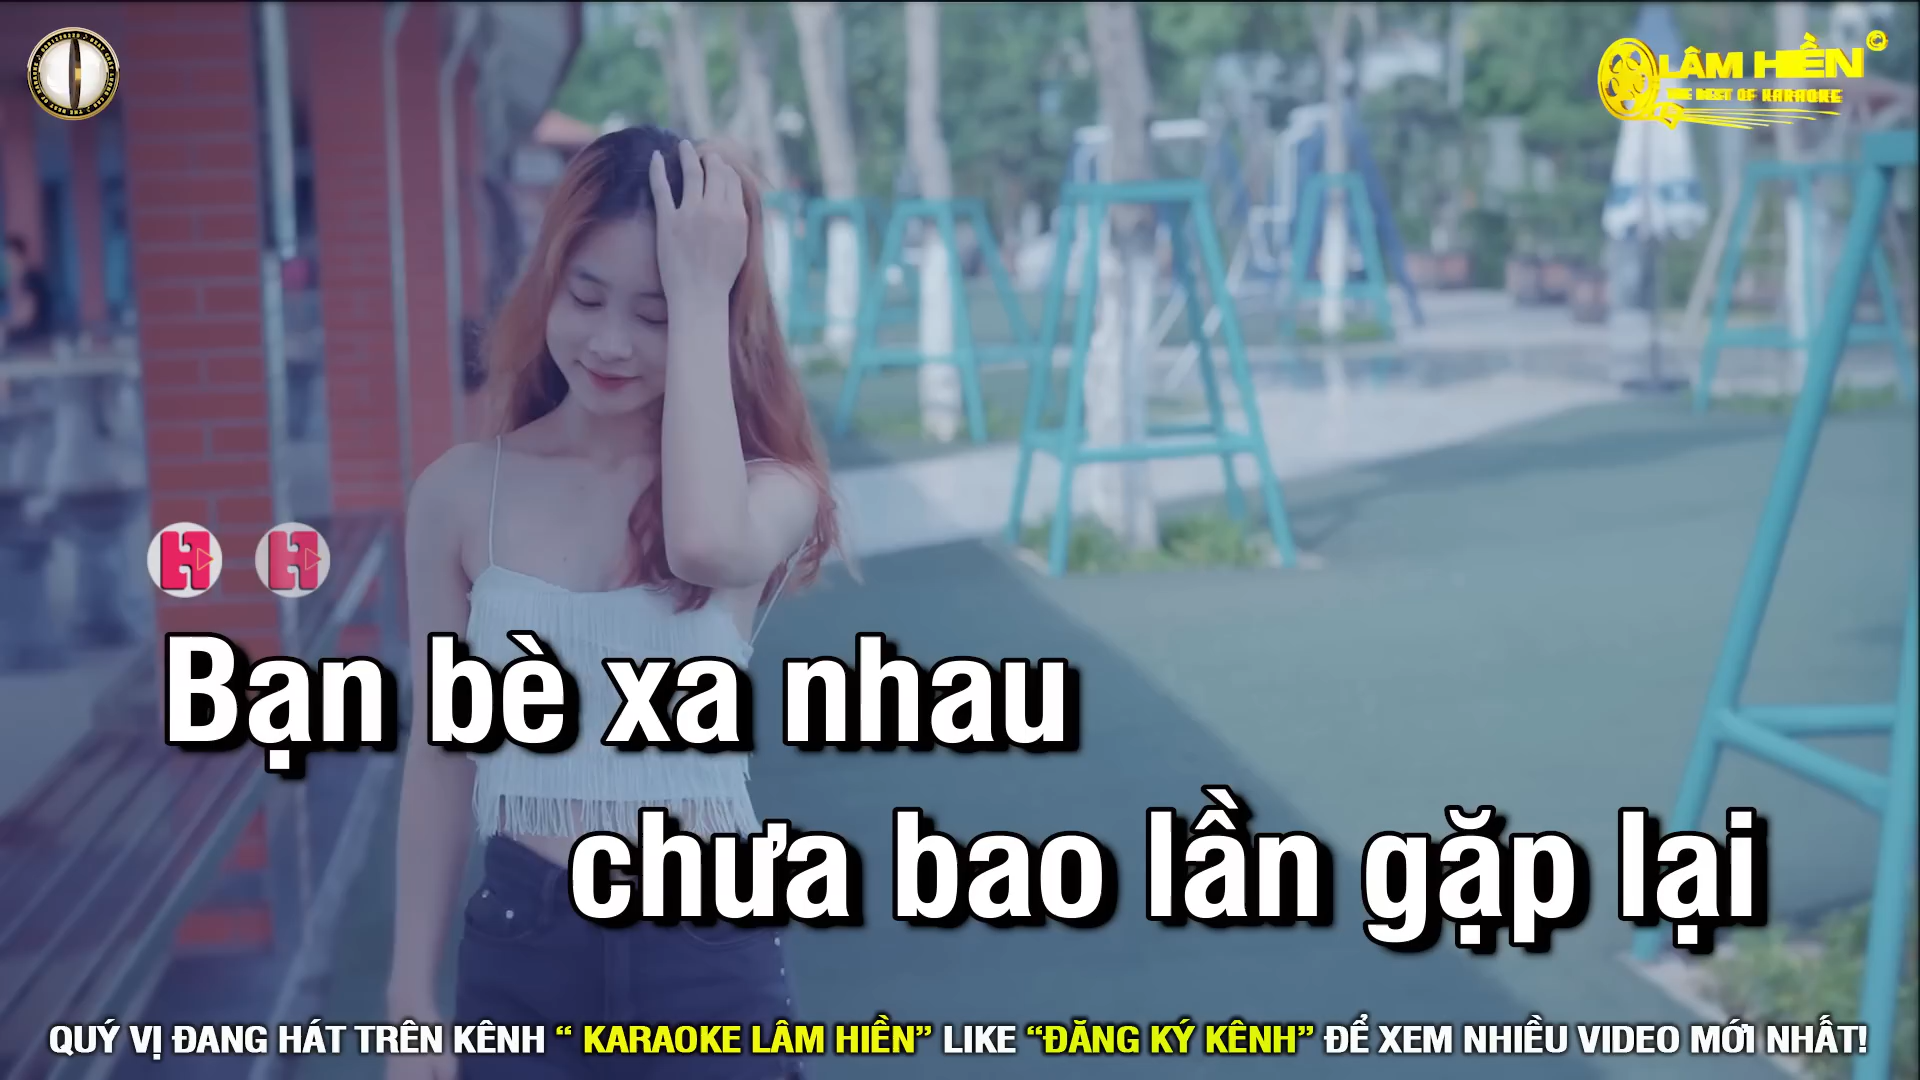 LÂM HIỀN
THE BEST OF KARAOKE
Bạn bè xa nhau
chưa bao lần gặp lại
QUÝ VỊ ĐANG HÁT TRÊN KÊNH “ KARAOKE LÂM HIỀN” LIKE “ĐĂNG KÝ KÊNH” ĐỂ XEM NHIỀU VIDEO MỚI NHẤT!